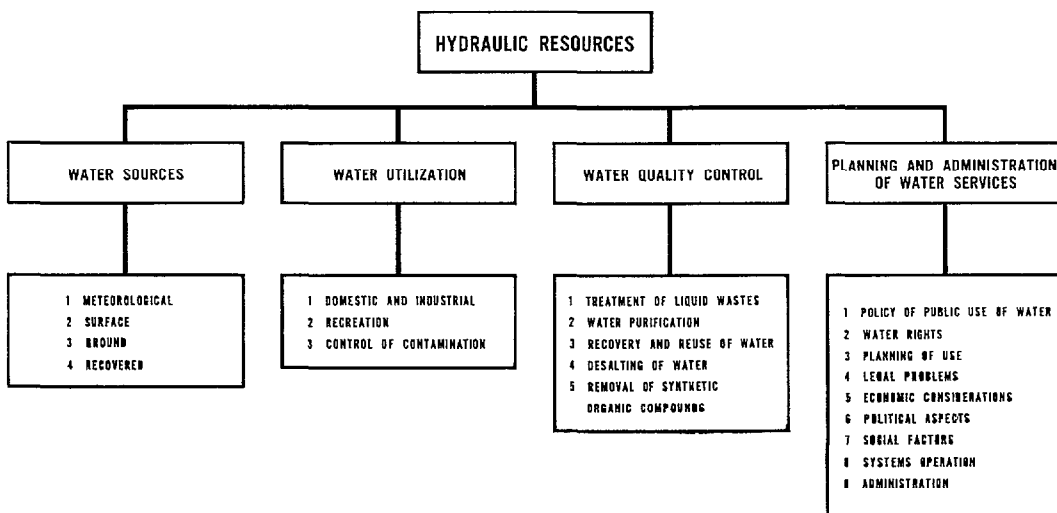 HYDRAULIC RESOURCES
WATER SOURCES
WATER UTILIZATION
WATER QUALITY CONTROL
PLANNING AND ADMINISTRATION
OF WATER SERVICES
1 METEOROLOGICAL
2 SURFACE
3 GROUND
4 RECOVERED
1 DOMESTIC AND INDUSTRIAL
2 RECREATION
3 CONTROL OF CONTAMINATION
1 TREATMENT OF LIQUID WASTES
2 WATER PURIFICATION
3 RECOVERY AND REUSE OF WATER
4 DESALTING OF WATER
5 REMOVAL OF SYNTHETIC
ORGANIC COMPOUNDS
1 POLICY OF PUBLIC USE OF WATER
2 WATER RIGHTS
3 PLANNING OF USE
4 LEGAL PROBLEMS
5 ECONOMIC CONSIDERATIONS
6 POLITICAL ASPECTS
7 SOCIAL FACTORS
8 SYSTEMS OPERATION
9 ADMINISTRATION